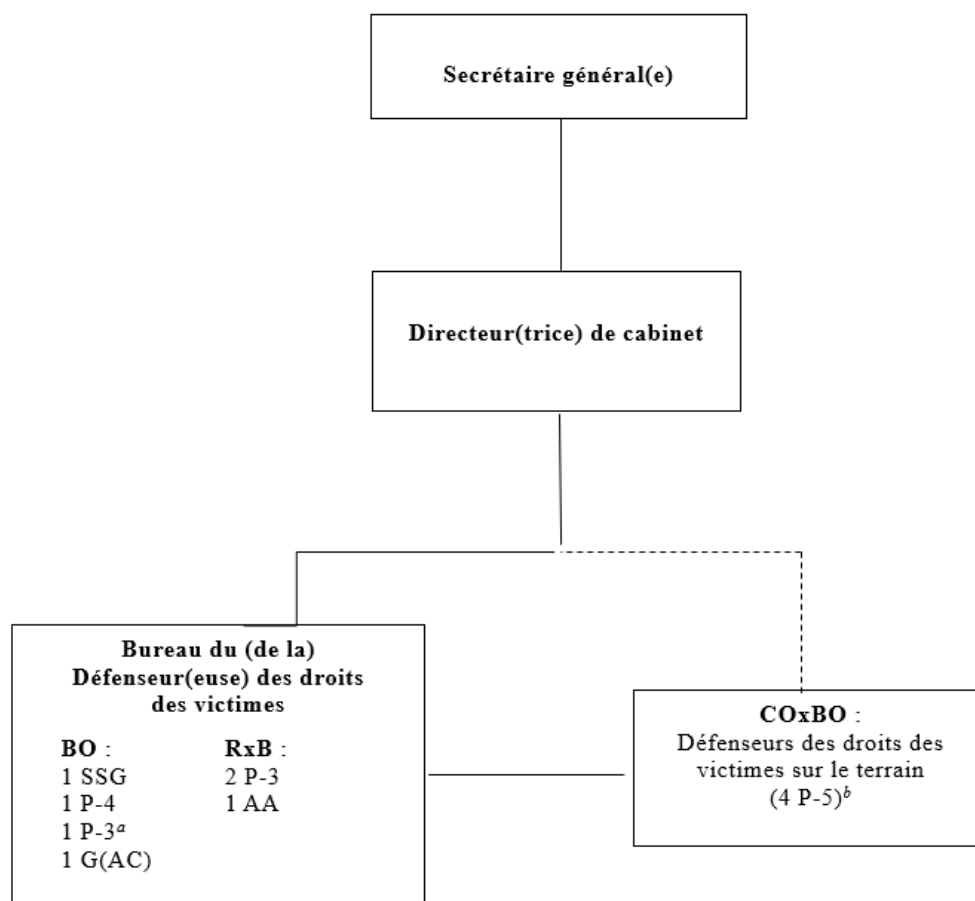 Secrétaire général(e)
Directeur(trice) de cabinet
Bureau du (de la)
Défenseur(euse) des droits
des victimes
BO :
1 SSG
1 P-4
1 P-3ᵃ
1 G(AC)
RxB :
2 P-3
1 AA
COxBO :
Défenseurs des droits des
victimes sur le terrain
(4 P-5)ᵇ